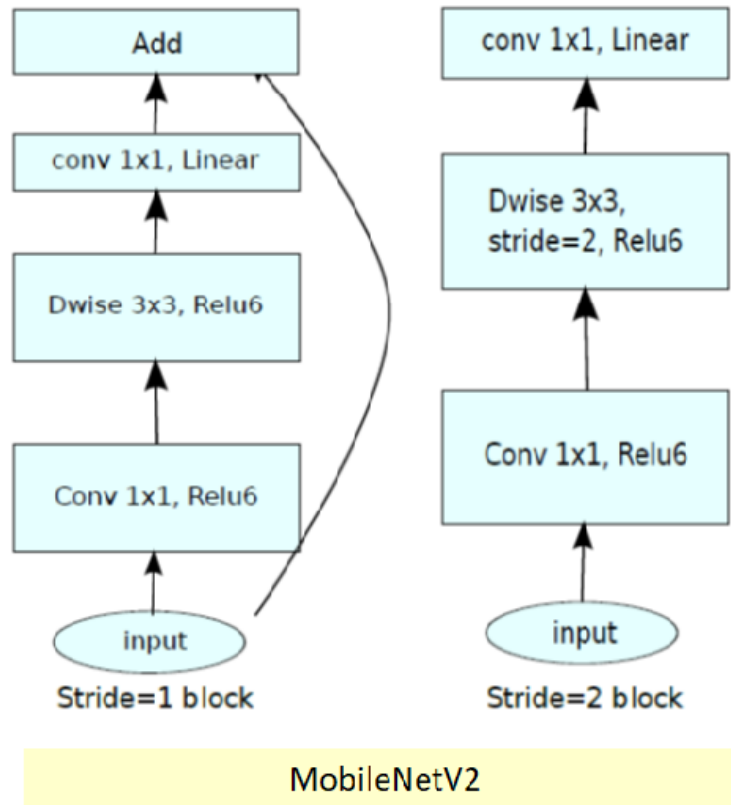 Add
conv 1x1, Linear
Dwise 3x3, Relu6
Conv 1x1, Relu6
input
Stride=1 block
conv 1x1, Linear
Dwise 3x3,
stride=2, Relu6
Conv 1x1, Relu6
input
Stride=2 block
MobileNetV2